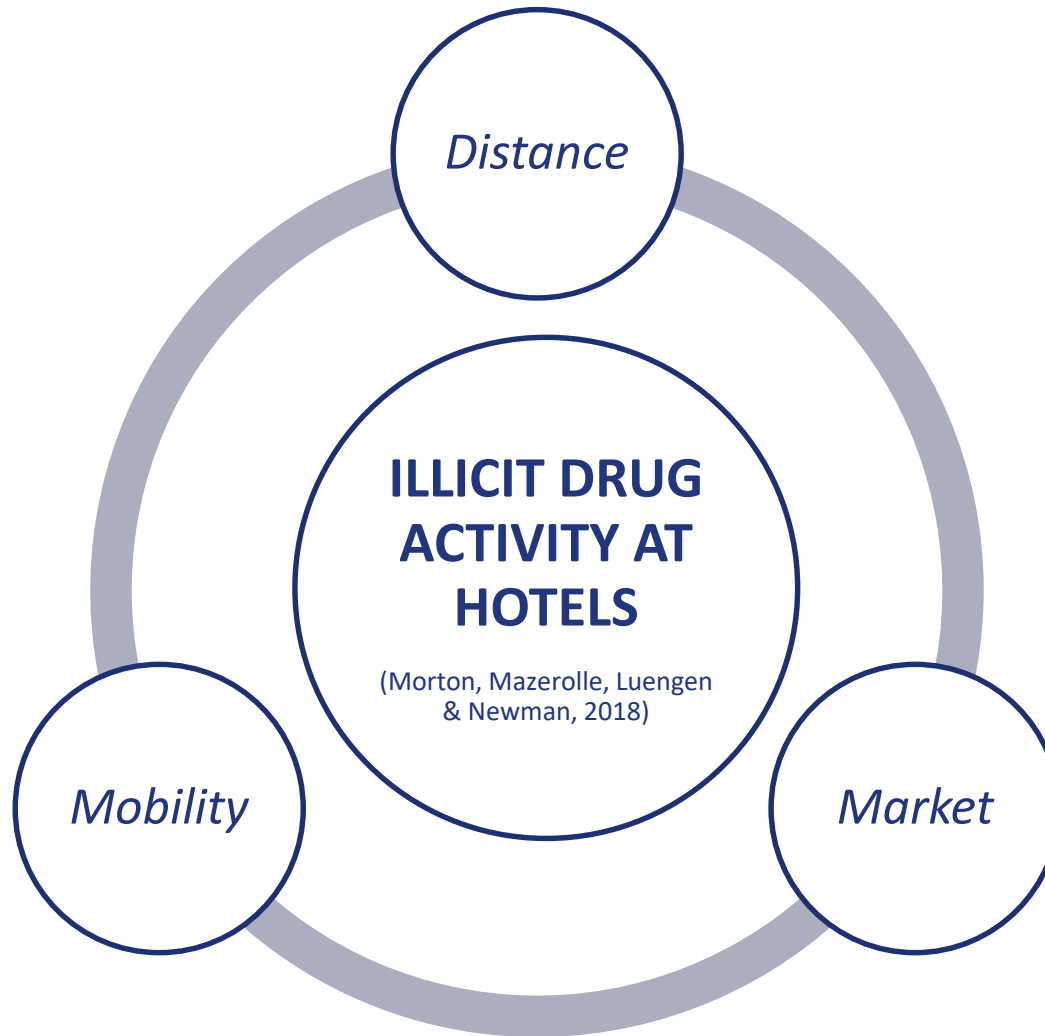 Distance
ILLICIT DRUG
ACTIVITY AT
HOTELS
(Morton, Mazerolle, Luengen
& Newman, 2018)
Mobility
Market